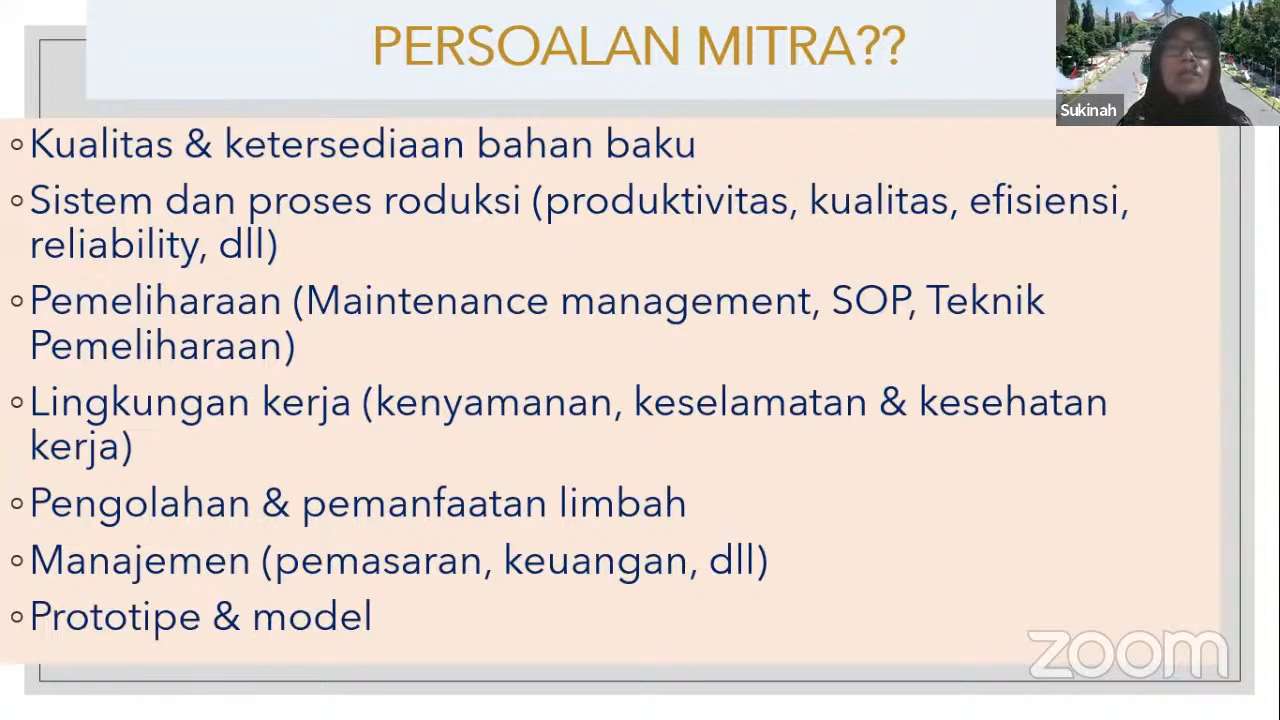 PERSOALAN MITRA??
Sukinah
◦Kualitas & ketersediaan bahan baku
◦Sistem dan proses roduksi (produktivitas, kualitas, efisiensi,
reliability, dll)
◦Pemeliharaan (Maintenance management, SOP, Teknik
Pemeliharaan)
◦Lingkungan kerja (kenyamanan, keselamatan & kesehatan
kerja)
◦Pengolahan & pemanfaatan limbah
◦Manajemen (pemasaran, keuangan, dll)
◦Prototipe & model
zoom